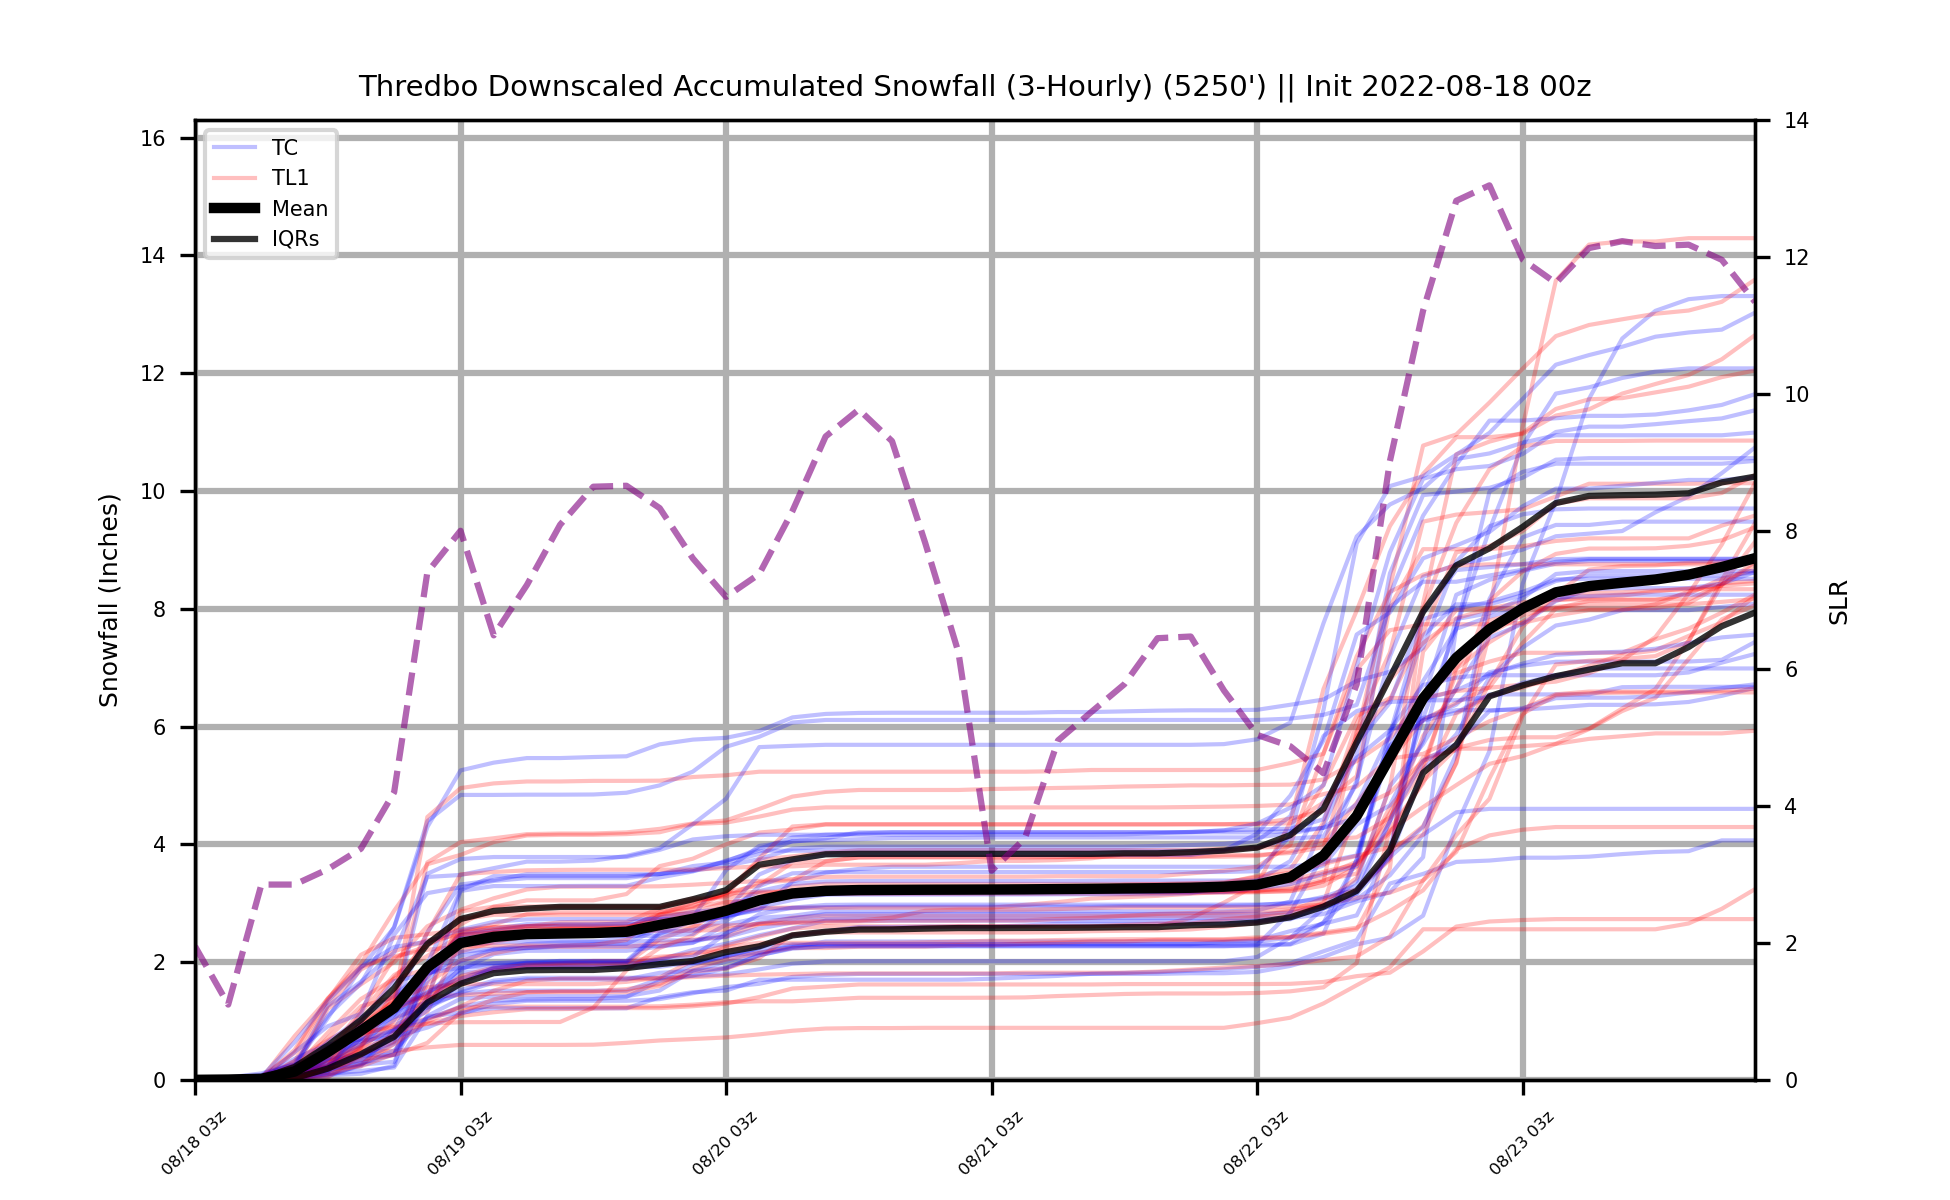 Thredbo Downscaled Accumulated Snowfall (3-Hourly) (5250') || Init 2022-08-18 00z
TC
TL1
Mean
IQRs
Snowfall (Inches)
16
14
12
10
8
6
4
2
0
14
12
10
8
6
4
2
0
SLR
08/18 03z
08/19 03z
08/20 03z
08/21 03z
08/22 03z
08/23 03z